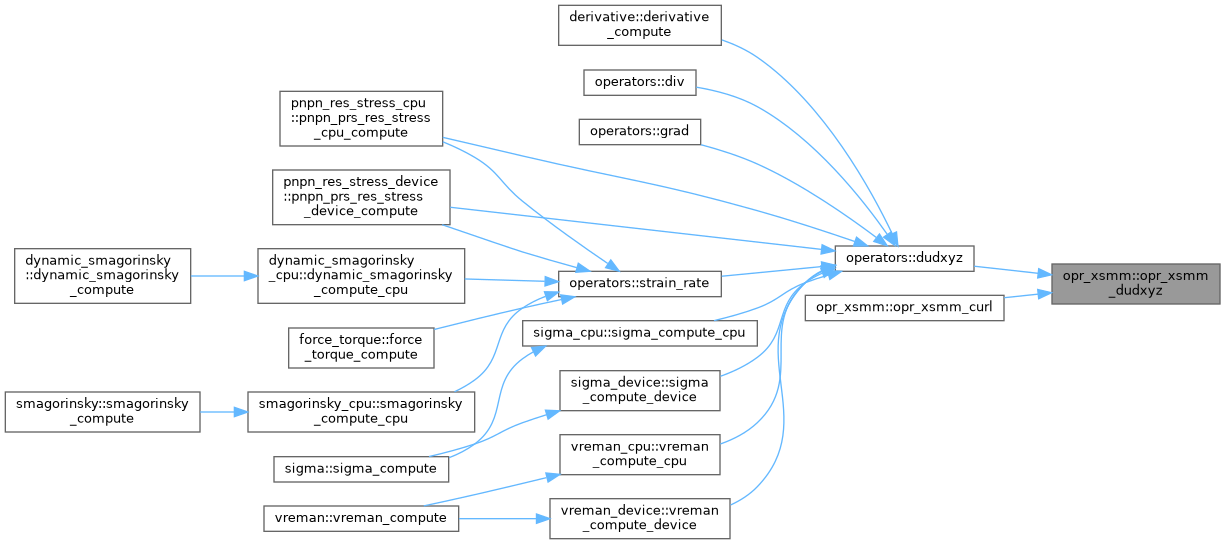 derivative::derivative
_compute
operators::div
pnpn_res_stress_cpu
::pnpn_prs_res_stress
_cpu_compute
operators::grad
pnpn_res_stress_device
::pnpn_prs_res_stress
_device_compute
dynamic_smagorinsky
::dynamic_smagorinsky
_compute
dynamic_smagorinsky
_cpu::dynamic_smagorinsky
_compute_cpu
operators::strain_rate
operators::dudxyz
opr_xsmm::opr_xsmm
_dudxyz
opr_xsmm::opr_xsmm_curl
force_torque::force
_torque_compute
sigma_cpu::sigma_compute_cpu
sigma_device::sigma
_compute_device
smagorinsky::smagorinsky
_compute
smagorinsky_cpu::smagorinsky
_compute_cpu
sigma::sigma_compute
vreman_cpu::vreman
_compute_cpu
vreman::vreman_compute
vreman_device::vreman
_compute_device